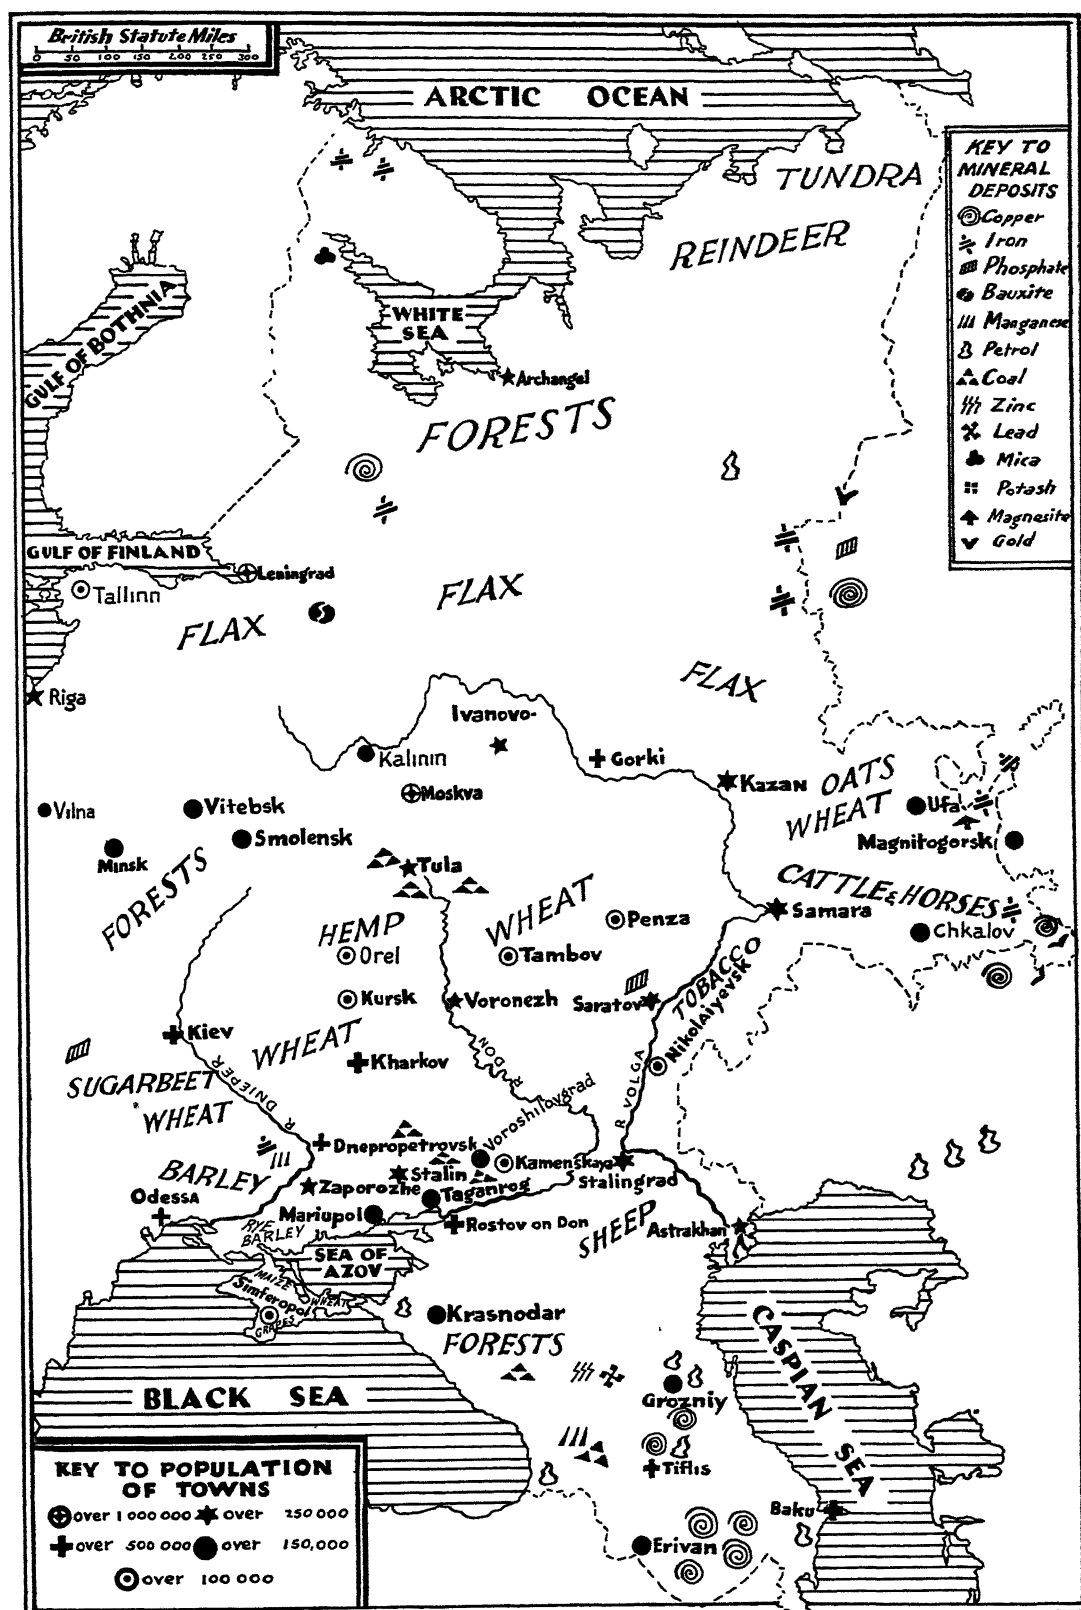 British Statute Miles
0 50 100 150 200 250 300
ARCTIC OCEAN
KEY TO
MINERAL
DEPOSITS
Copper
Iron
Phosphate
Bauxite
Manganese
Petrol
Coal
Zinc
Lead
Mica
Potash
Magnesite
Gold
TUNDRA
REINDEER
GULF OF BOTHNIA
WHITE
SEA
Archangel
FORESTS
GULF OF FINLAND
Leningrad
Tallinn
FLAX
FLAX
FLAX
Riga
Ivanovo-
Kalinin
Gorki
Moskva
Kazan
OATS
WHEAT
Ufa
Magnitogorsk
Vilna
Vitebsk
Smolensk
Minsk
FORESTS
Tula
CATTLE & HORSES
Samara
Chkalov
HEMP
WHEAT
Penza
Orel
Tambov
Kursk
Voronezh
Saratov
TOBACCO
Nikolaiyevsk
Kiev
WHEAT
Kharkov
R DON
R VOLGA
SUGARBEET
WHEAT
R DNIEPER
Voroshilovgrad
Dnepropetrovsk
Kamenskaya
Stalin
Stalingrad
BARLEY
Zaporozhe
Taganrog
Odessa
Mariupol
Rostov on Don
SHEEP
Astrakhan
RYE
BARLEY
SEA OF
AZOV
MAIZE
WHEAT
Simferopol
GRAPES
Krasnodar
FORESTS
CASPIAN SEA
BLACK SEA
Grozniy
Tiflis
Baku
Erivan
KEY TO POPULATION
OF TOWNS
over 1 000 000 over 250 000
over 500 000 over 150,000
over 100 000